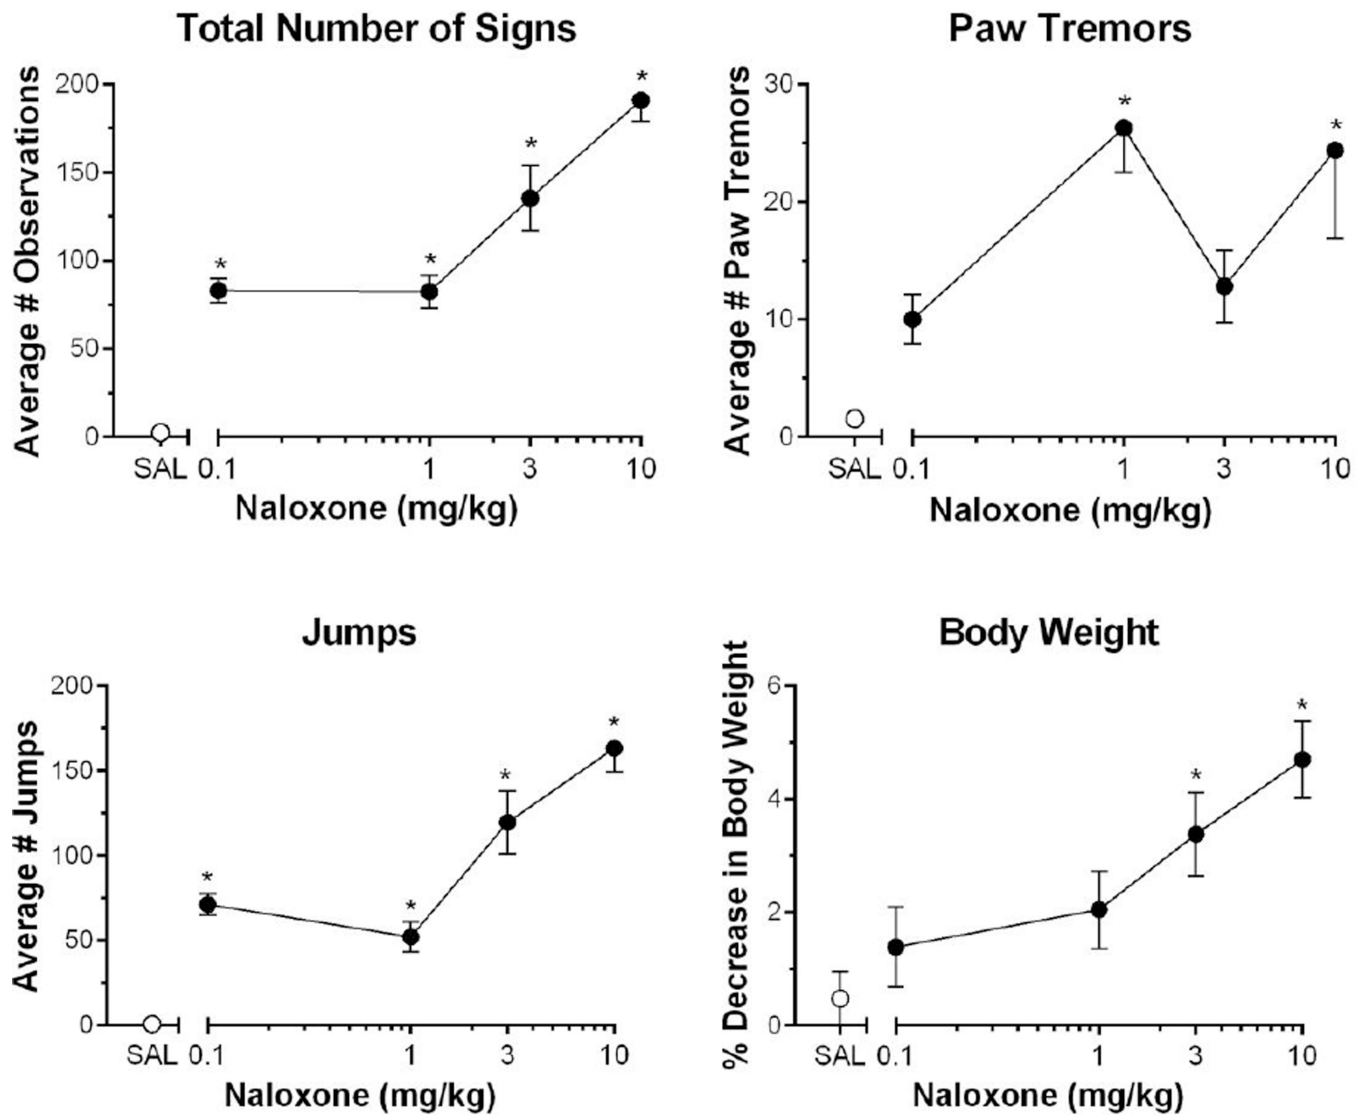 Total Number of Signs
Average # Observations
200
*
150
*
100
*
*
50
0
SAL 0.1 1 3 10
Naloxone (mg/kg)
Paw Tremors
Average # Paw Tremors
30
*
*
20
10
0
SAL 0.1 1 3 10
Naloxone (mg/kg)
Jumps
Average # Jumps
200
*
150
*
100
*
*
50
0
SAL 0.1 1 3 10
Naloxone (mg/kg)
Body Weight
% Decrease in Body Weight
6
*
*
4
2
0
SAL 0.1 1 3 10
Naloxone (mg/kg)